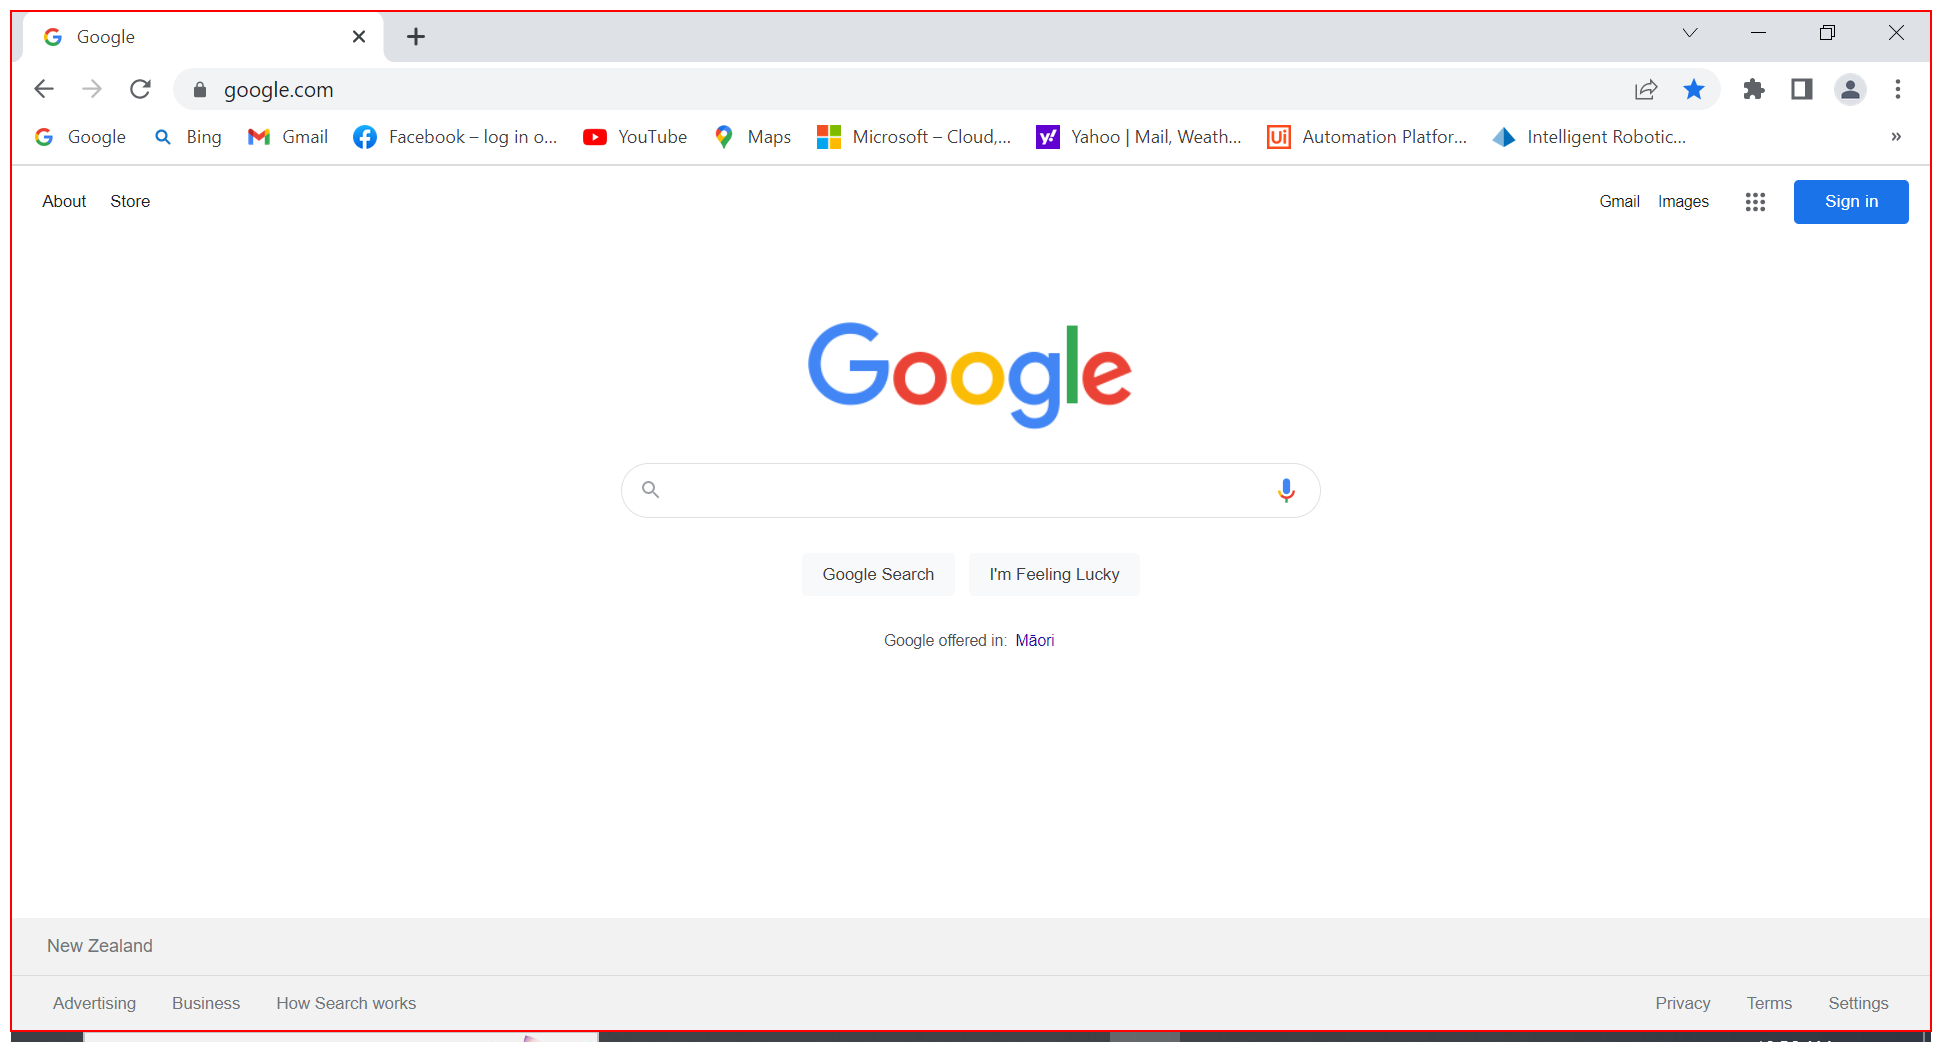 Google
google.com
Google Bing Gmail Facebook – log in o... YouTube Maps Microsoft – Cloud,... Yahoo | Mail, Weath... Automation Platfor... Intelligent Robotic... »
About Store Gmail Images Sign in
Google
Google Search I'm Feeling Lucky
Google offered in: Māori
New Zealand
Advertising Business How Search works Privacy Terms Settings